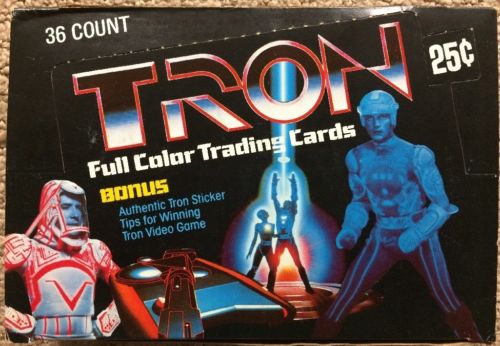 36 COUNT
25¢
TRON
Full Color Trading Cards
BONUS
Authentic Tron Sticker
Tips for Winning
Tron Video Game